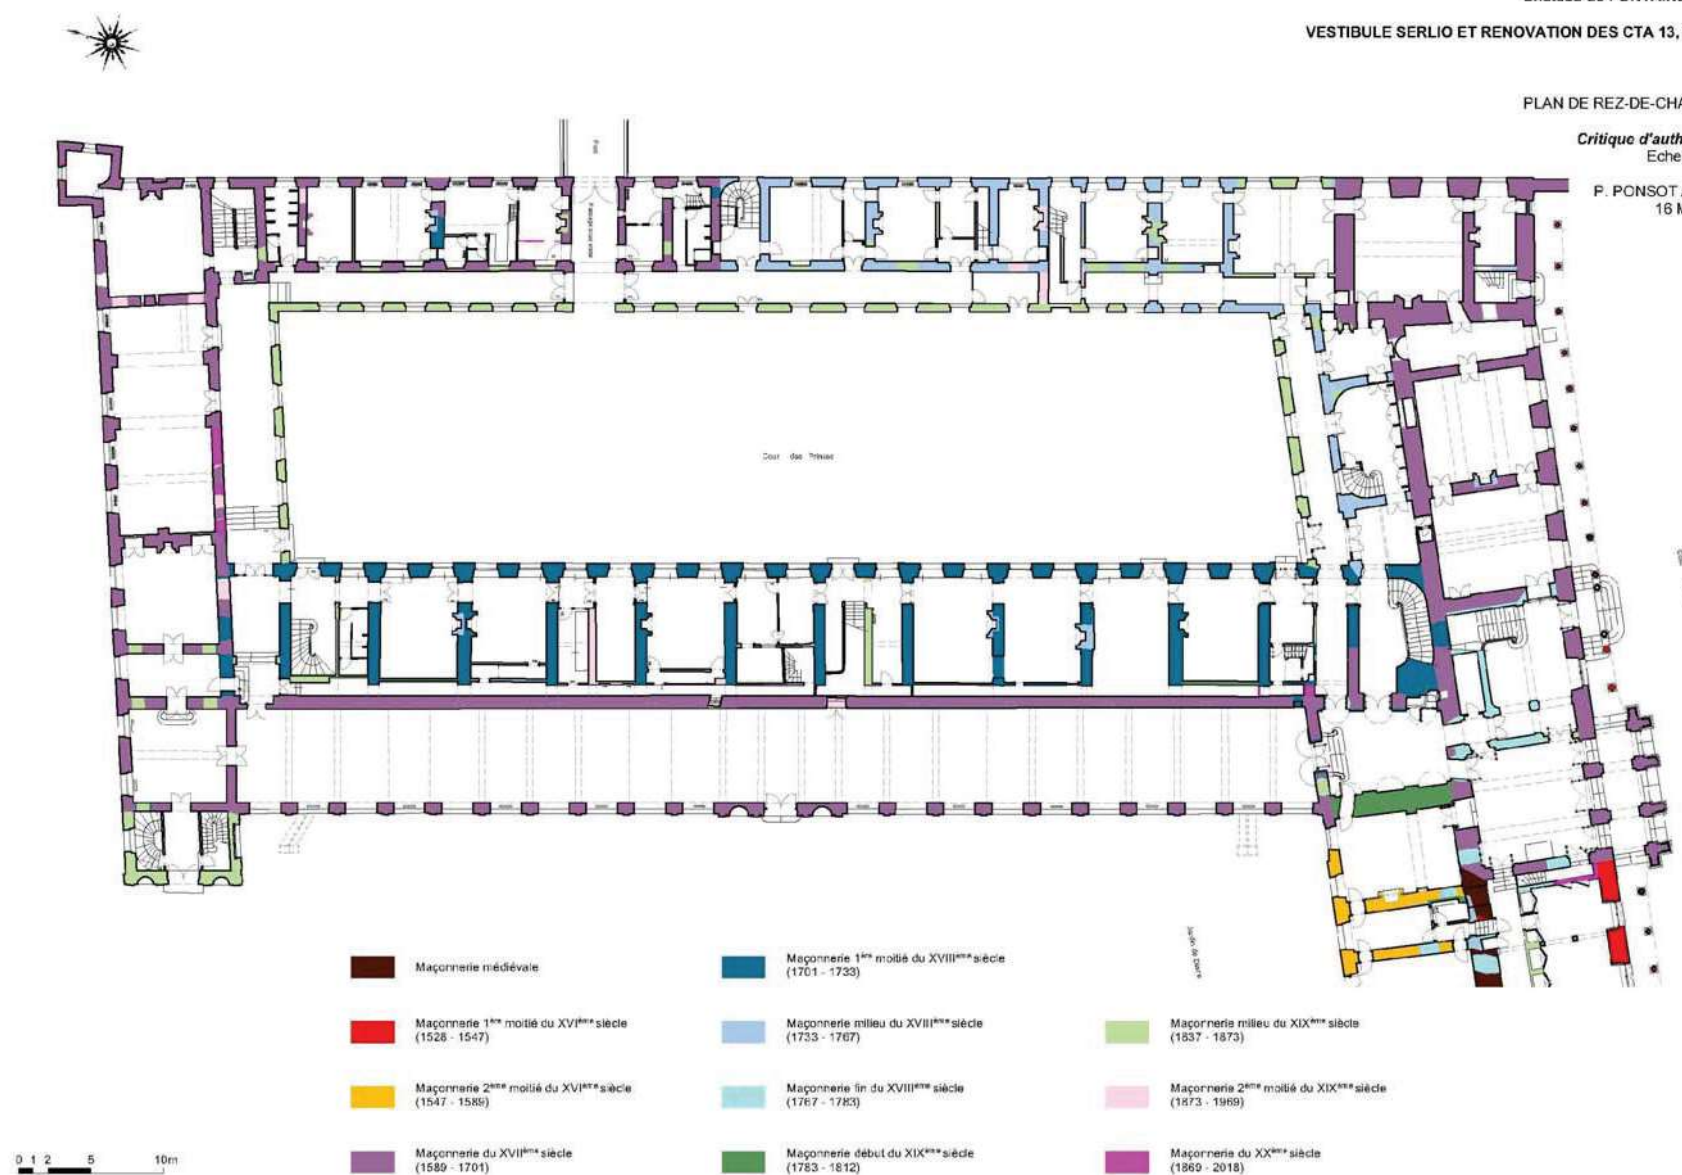 VESTIBULE SERLIO ET RENOVATION DES CTA 13,
PLAN DE REZ-DE-CHA
Critique d'auth
Eche
P. PONSOT
16 M
Pont
Cour des Princes
Jardin de Diane
Maçonnerie médiévale
Maçonnerie 1ère moitié du XVIème siècle
(1528 - 1547)
Maçonnerie 2ème moitié du XVIème siècle
(1547 - 1589)
Maçonnerie du XVIIème siècle
(1589 - 1701)
Maçonnerie 1ère moitié du XVIIIème siècle
(1701 - 1733)
Maçonnerie milieu du XVIIIème siècle
(1733 - 1767)
Maçonnerie fin du XVIIIème siècle
(1767 - 1783)
Maçonnerie début du XIXème siècle
(1783 - 1812)
Maçonnerie milieu du XIXème siècle
(1837 - 1873)
Maçonnerie 2ème moitié du XIXème siècle
(1873 - 1969)
Maçonnerie du XXème siècle
(1869 - 2018)
0 1 2 5 10m